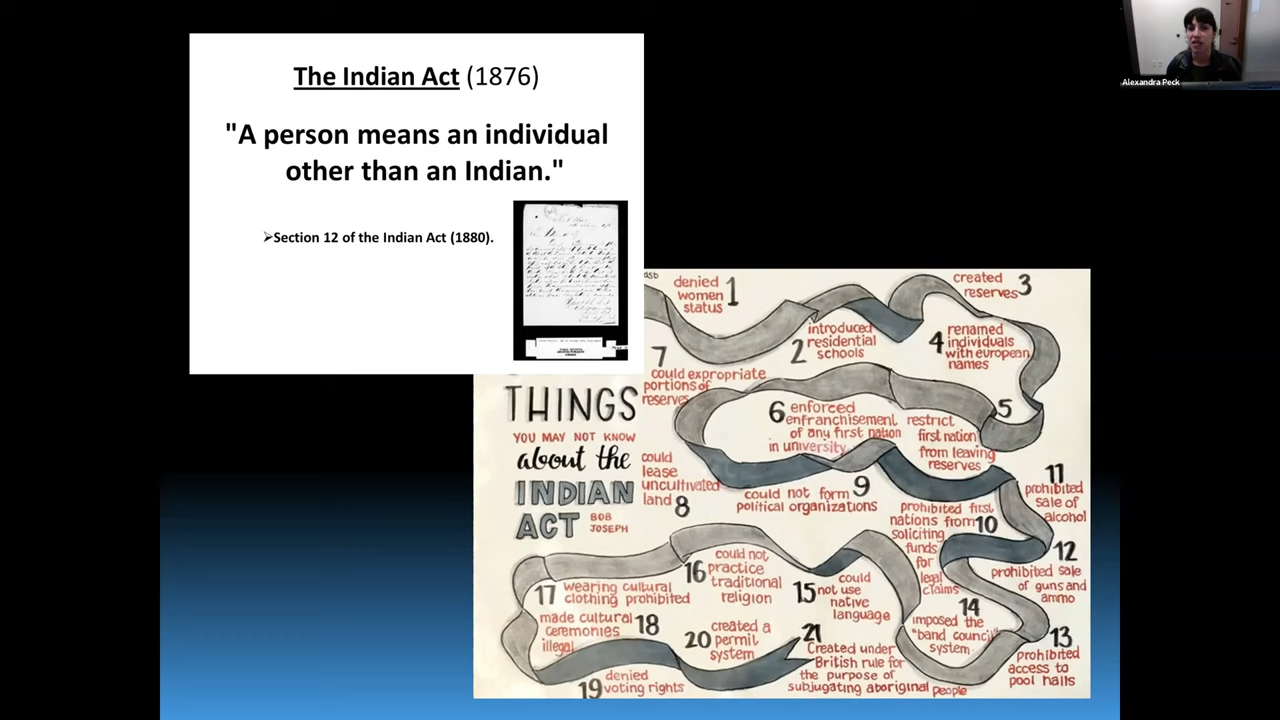 Alexandra Peck
The Indian Act (1876)
"A person means an individual
other than an Indian."
➢Section 12 of the Indian Act (1880).
THINGS
YOU MAY NOT KNOW
about the
INDIAN
ACT BOB
JOSEPH
denied
women
status 1
introduced
2 residential
schools
created
reserves 3
4 renamed
individuals
with european
names
5
restrict
first nation
from leaving
reserves
6 enforced
enfranchisement
of any first nation
in university
7
could expropriate
portions of
reserves
could
lease
uncultivated
land 8
could not form 9
political organizations
prohibited first
nations from 10
soliciting
funds
for
legal
claims
11
prohibited
sale of
alcohol
12
prohibited sale
of guns and
ammo
13
prohibited
access to
pool halls
14
imposed the
"band council"
system
15 could
not use
native
language
16 could not
practice
traditional
religion
17 wearing cultural
clothing prohibited
made cultural 18
ceremonies
illegal
19 denied
voting rights
20 created a
permit
system
21
Created under
British rule for
the purpose of
subjugating aboriginal people